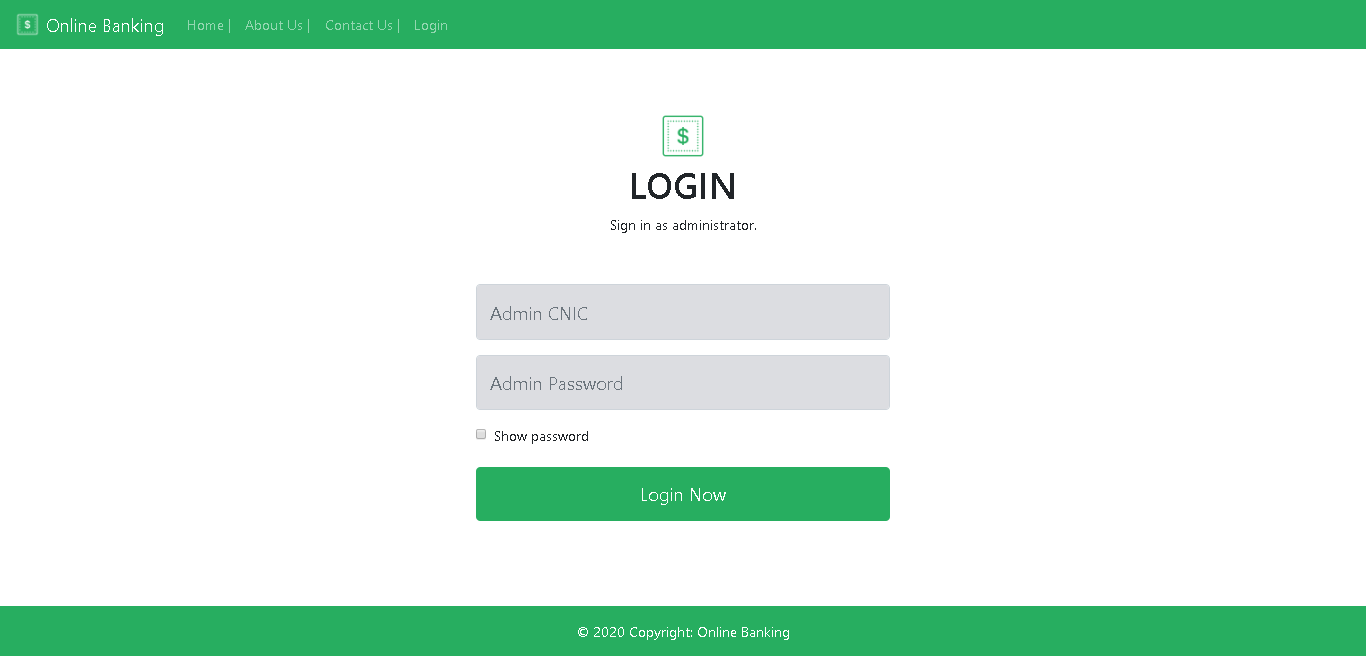 $ Online Banking Home | About Us | Contact Us | Login
$
LOGIN
Sign in as administrator.
Admin CNIC
Admin Password
Show password
Login Now
© 2020 Copyright: Online Banking